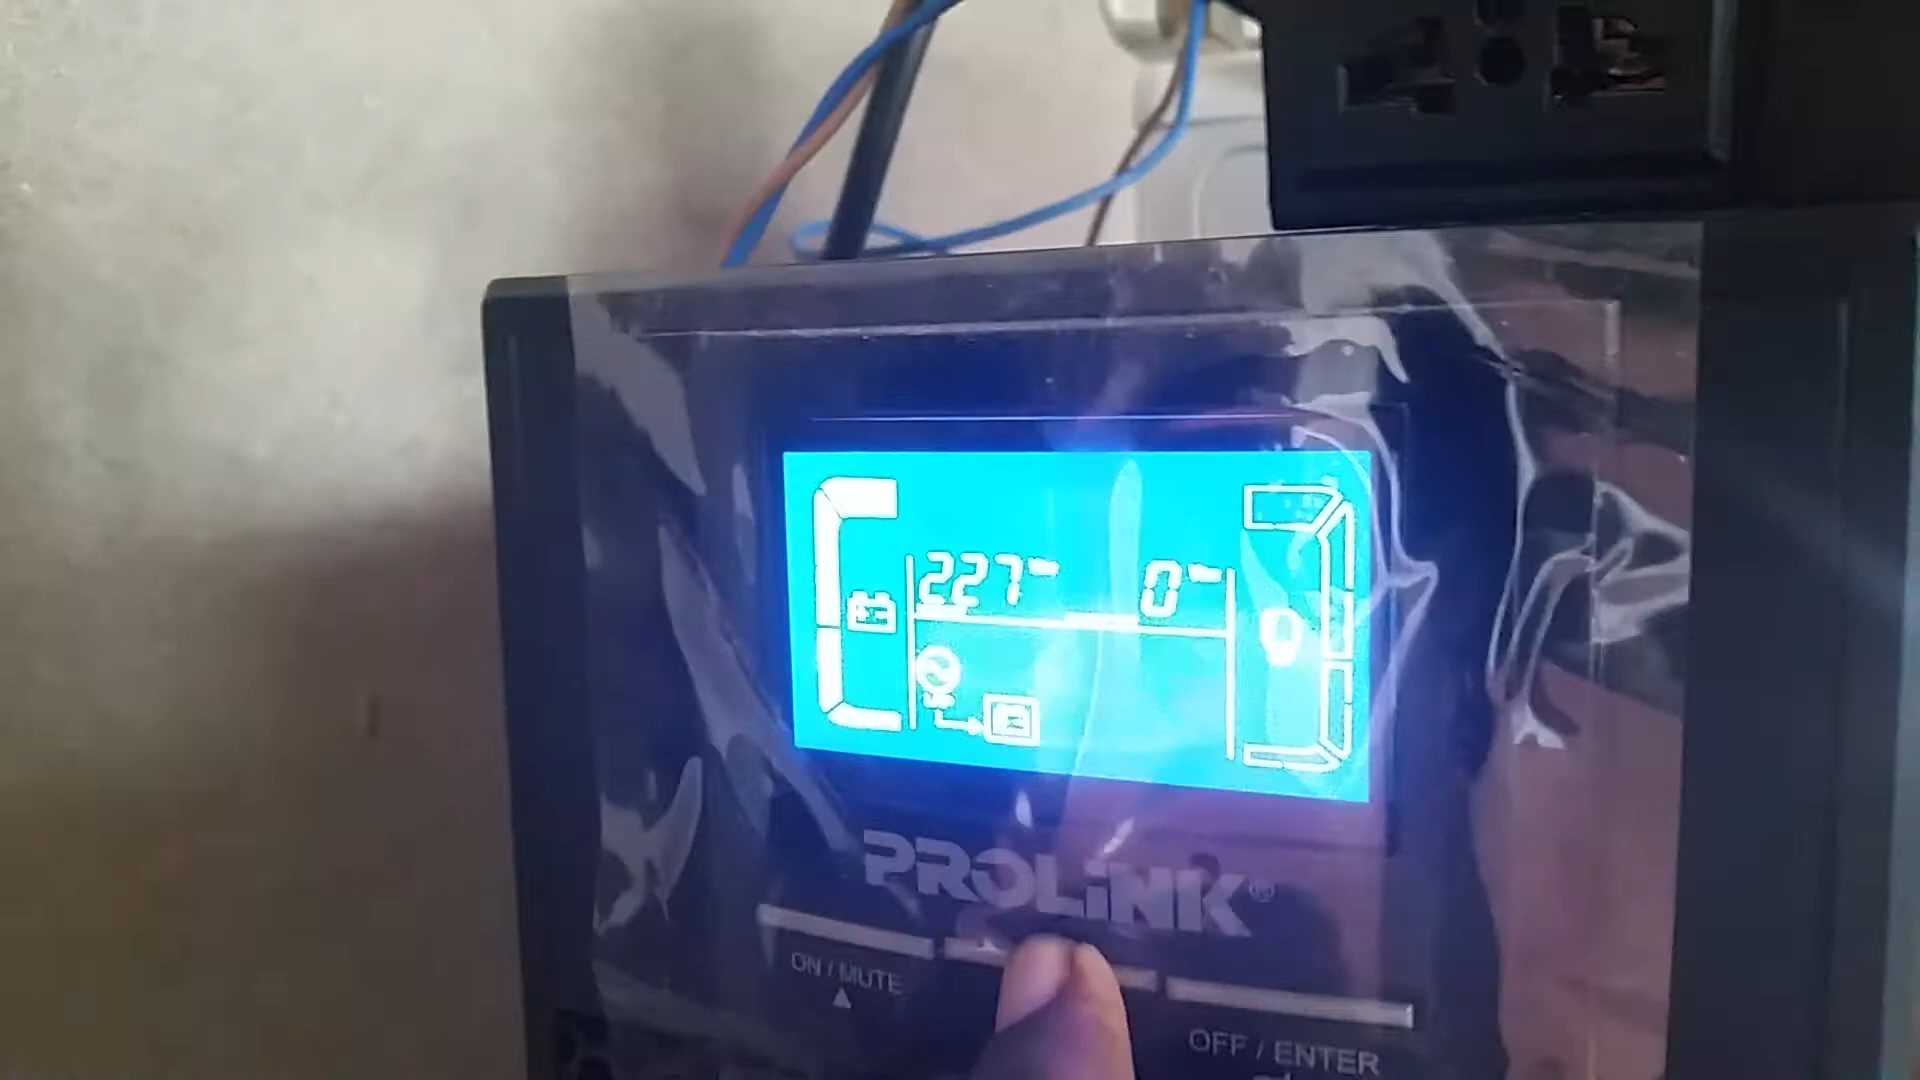 227
0
PROLiNK®
ON / MUTE
OFF / ENTER